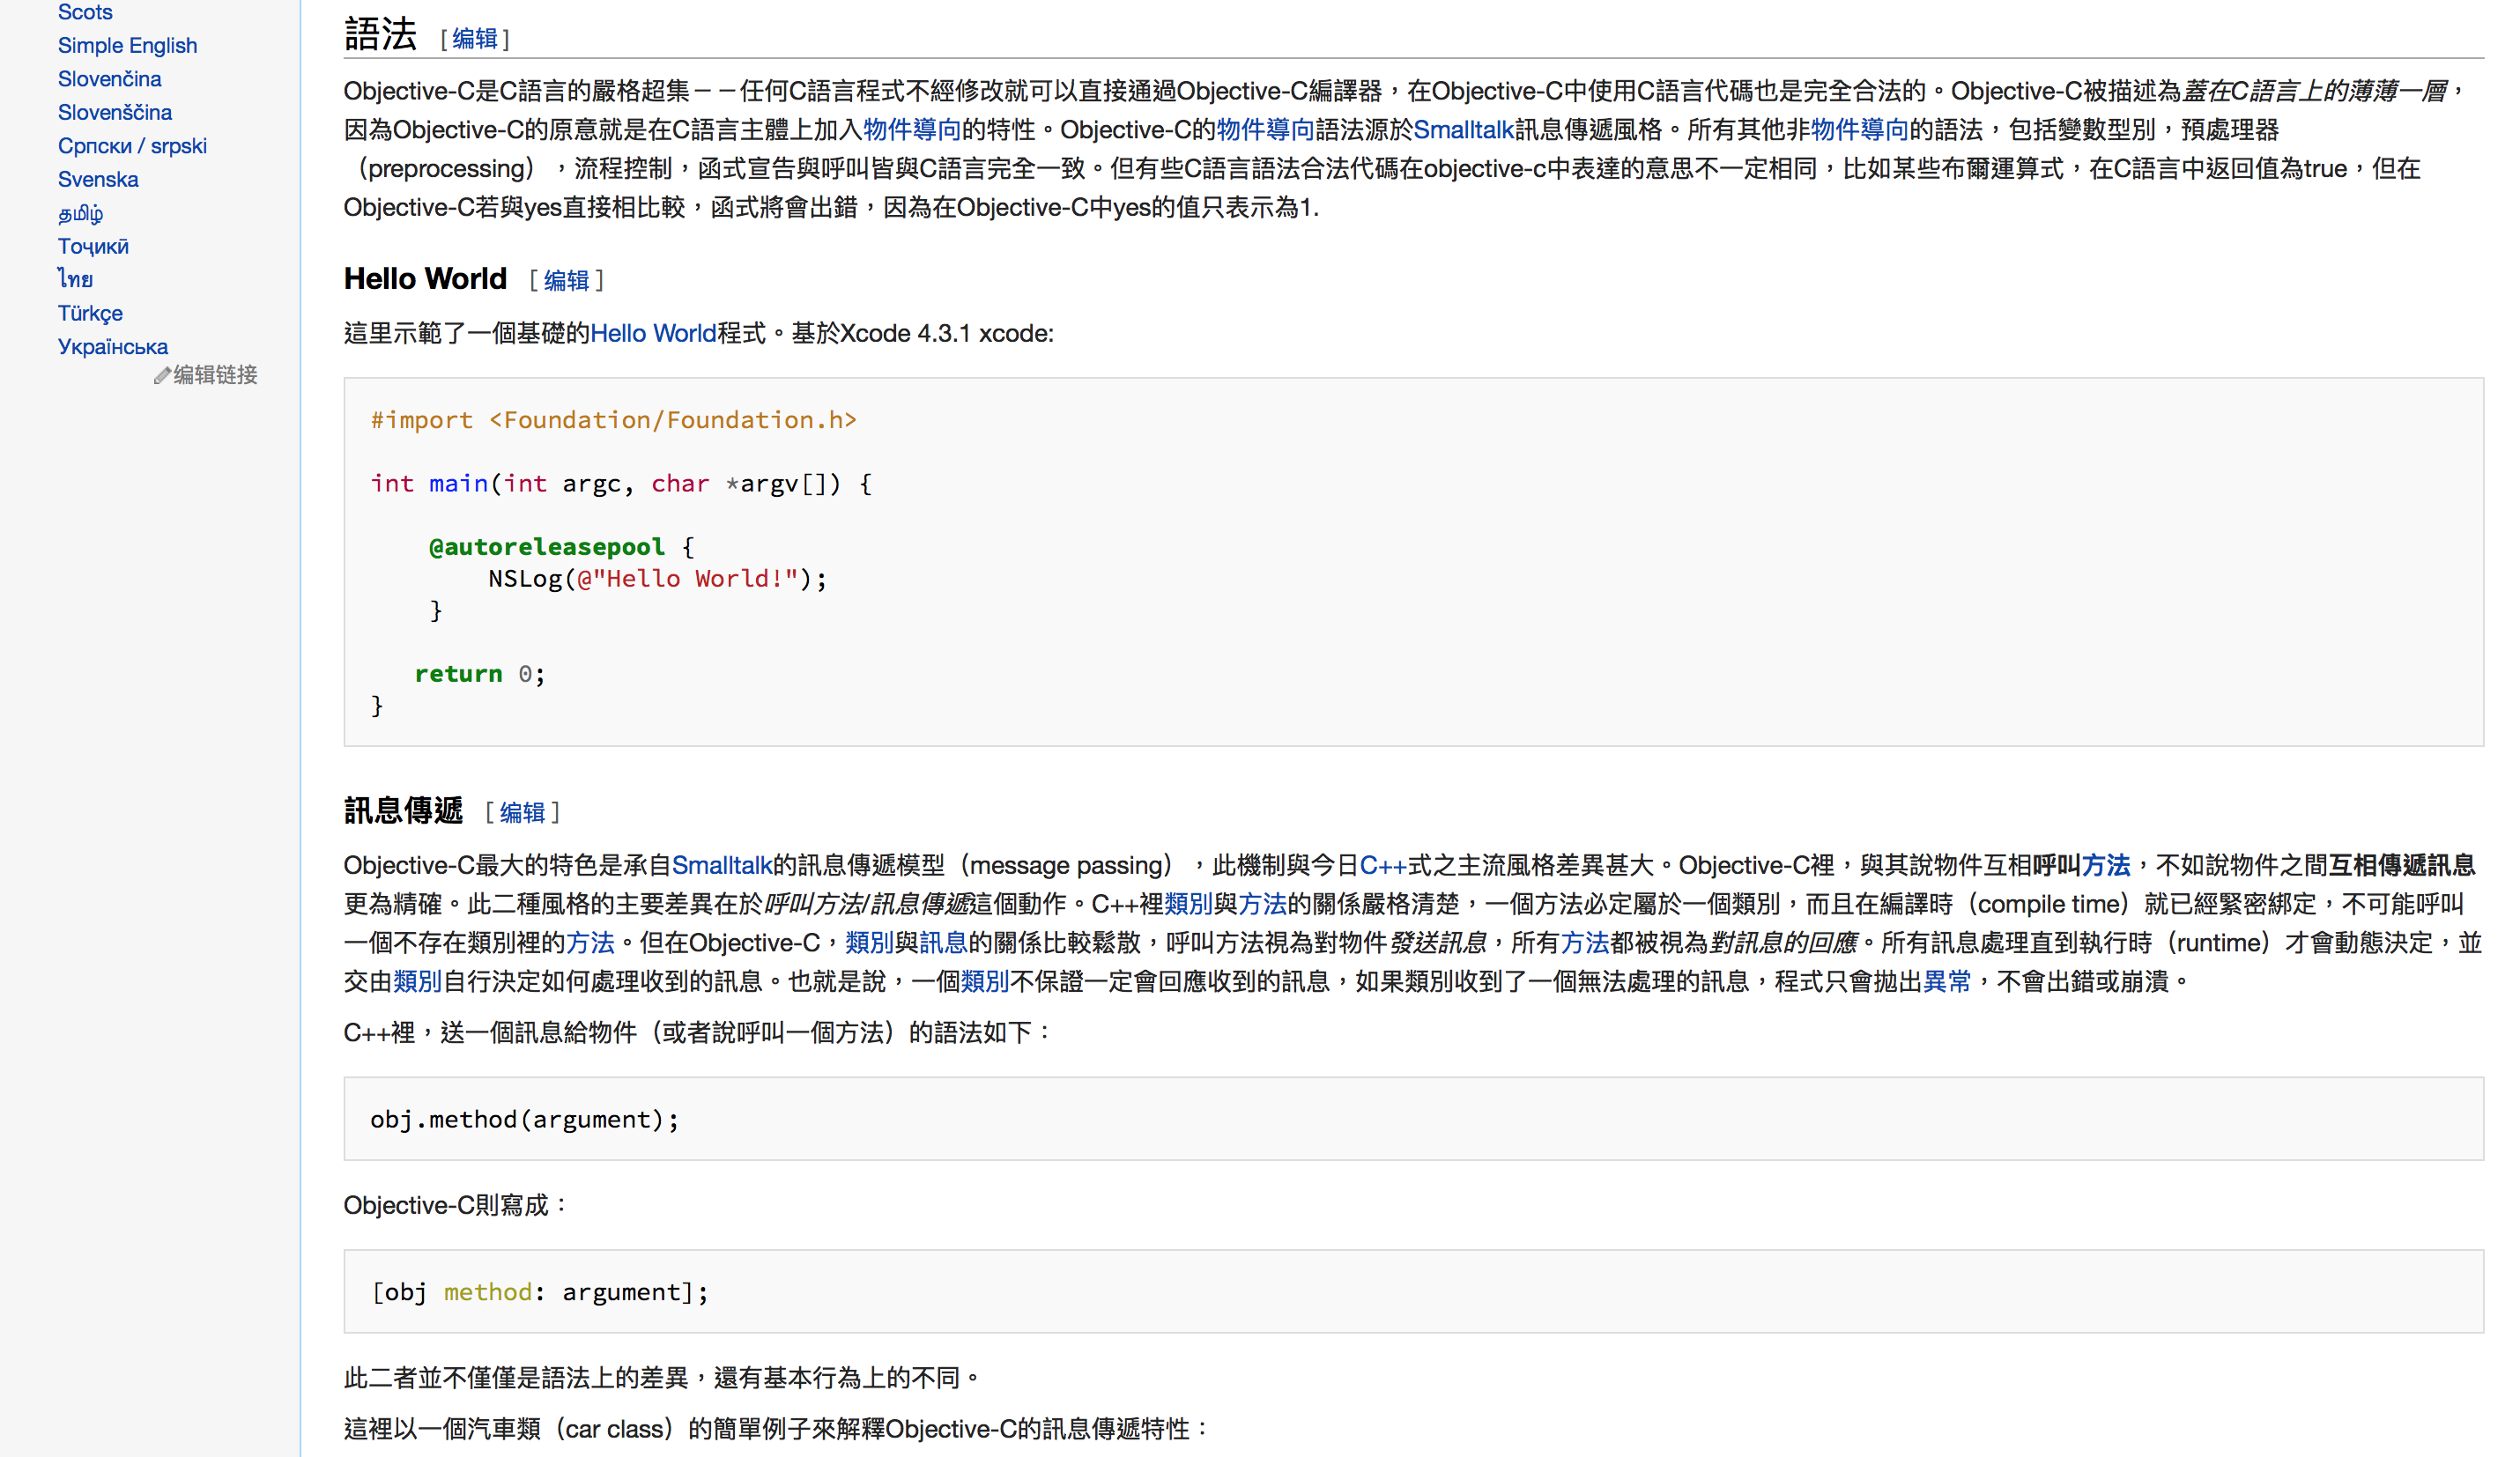 Scots
Simple English
Slovenčina
Slovenščina
Српски / srpski
Svenska
தமிழ்
Тоҷикӣ
ไทย
Türkçe
Українська
编辑链接
語法 [编辑]
Objective-C是C語言的嚴格超集－－任何C語言程式不經修改就可以直接通過Objective-C編譯器，在Objective-C中使用C語言代碼也是完全合法的。Objective-C被描述為蓋在C語言上的薄薄一層，
因為Objective-C的原意就是在C語言主體上加入物件導向的特性。Objective-C的物件導向語法源於Smalltalk訊息傳遞風格。所有其他非物件導向的語法，包括變數型別，預處理器
（preprocessing），流程控制，函式宣告與呼叫皆與C語言完全一致。但有些C語言語法合法代碼在objective-c中表達的意思不一定相同，比如某些布爾運算式，在C語言中返回值為true，但在
Objective-C若與yes直接相比較，函式將會出錯，因為在Objective-C中yes的值只表示為1.
Hello World [编辑]
這里示範了一個基礎的Hello World程式。基於Xcode 4.3.1 xcode:
#import <Foundation/Foundation.h>
int main(int argc, char *argv[]) {
@autoreleasepool {
NSLog(@"Hello World!");
}
return 0;
}
訊息傳遞 [编辑]
Objective-C最大的特色是承自Smalltalk的訊息傳遞模型（message passing），此機制與今日C++式之主流風格差異甚大。Objective-C裡，與其說物件互相呼叫方法，不如說物件之間互相傳遞訊息
更為精確。此二種風格的主要差異在於呼叫方法/訊息傳遞這個動作。C++裡類別與方法的關係嚴格清楚，一個方法必定屬於一個類別，而且在編譯時（compile time）就已經緊密綁定，不可能呼叫
一個不存在類別裡的方法。但在Objective-C，類別與訊息的關係比較鬆散，呼叫方法視為對物件發送訊息，所有方法都被視為對訊息的回應。所有訊息處理直到執行時（runtime）才會動態決定，並
交由類別自行決定如何處理收到的訊息。也就是說，一個類別不保證一定會回應收到的訊息，如果類別收到了一個無法處理的訊息，程式只會拋出異常，不會出錯或崩潰。
C++裡，送一個訊息給物件（或者說呼叫一個方法）的語法如下：
obj.method(argument);
Objective-C則寫成：
[obj method: argument];
此二者並不僅僅是語法上的差異，還有基本行為上的不同。
這裡以一個汽車類（car class）的簡單例子來解釋Objective-C的訊息傳遞特性：